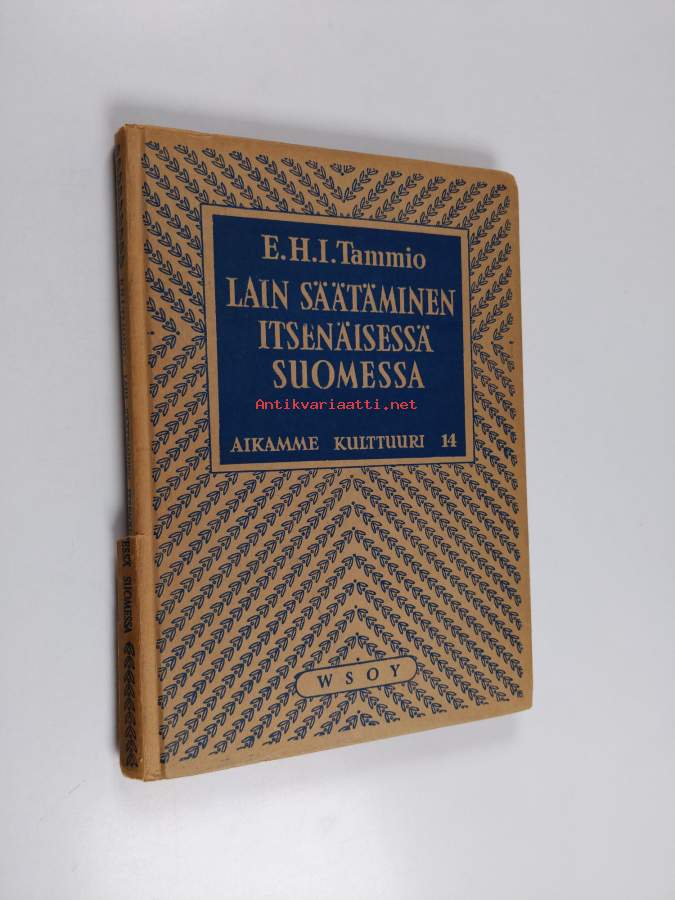 E.H.I. Tammio
LAIN SÄÄTÄMINEN
ITSENÄISESSÄ
SUOMESSA
Antikvariaatti.net
AIKAMME KULTTUURI 14
WSOY
SUOMESSA